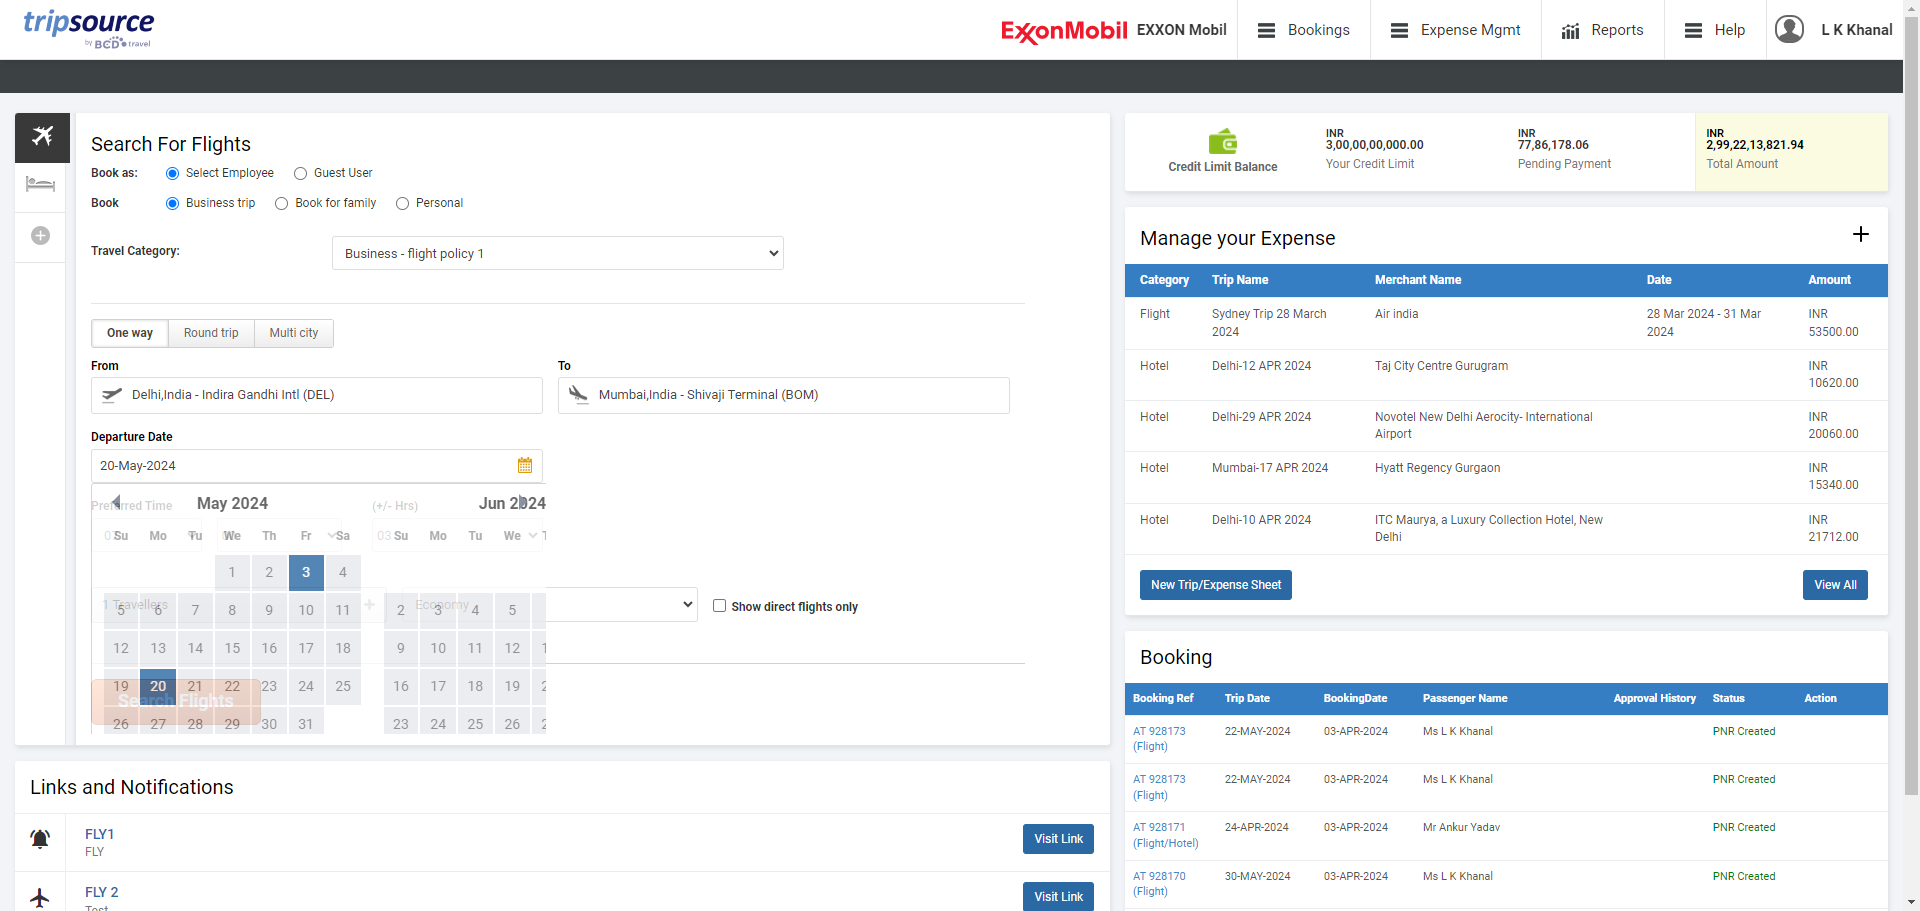 tripsource
by BCD travel
ExxonMobil EXXON Mobil
Bookings
Expense Mgmt
Reports
Help
L K Khanal
Search For Flights
Book as: Select Employee Guest User
Book Business trip Book for family Personal
Travel Category: Business - flight policy 1
One way Round trip Multi city
From To
Delhi,India - Indira Gandhi Intl (DEL) Mumbai,India - Shivaji Terminal (BOM)
Departure Date
20-May-2024
Preferred Time May 2024 (+/- Hrs) Jun 2024
Su Mo Tu We Th Fr Sa 03 Su Mo Tu We
1 2 3 4
1 Travellers Economy
5 6 7 8 9 10 11 2 3 4 5
Show direct flights only
12 13 14 15 16 17 18 9 10 11 12
19 20 21 22 23 24 25 16 17 18 19
Search Flights
26 27 28 29 30 31 23 24 25 26
Links and Notifications
FLY1
FLY
Visit Link
FLY 2
Test
Visit Link
Credit Limit Balance
INR
3,00,00,00,000.00
Your Credit Limit
INR
77,86,178.06
Pending Payment
INR
2,99,22,13,821.94
Total Amount
Manage your Expense
Category Trip Name Merchant Name Date Amount
Flight Sydney Trip 28 March Air india 28 Mar 2024 - 31 Mar INR
2024 2024 53500.00
Hotel Delhi-12 APR 2024 Taj City Centre Gurugram INR
10620.00
Hotel Delhi-29 APR 2024 Novotel New Delhi Aerocity- International INR
Airport 20060.00
Hotel Mumbai-17 APR 2024 Hyatt Regency Gurgaon INR
15340.00
Hotel Delhi-10 APR 2024 ITC Maurya, a Luxury Collection Hotel, New INR
Delhi 21712.00
New Trip/Expense Sheet View All
Booking
Booking Ref Trip Date BookingDate Passenger Name Approval History Status Action
AT 928173 22-MAY-2024 03-APR-2024 Ms L K Khanal PNR Created
(Flight)
AT 928173 22-MAY-2024 03-APR-2024 Ms L K Khanal PNR Created
(Flight)
AT 928171 24-APR-2024 03-APR-2024 Mr Ankur Yadav PNR Created
(Flight/Hotel)
AT 928170 30-MAY-2024 03-APR-2024 Ms L K Khanal PNR Created
(Flight)